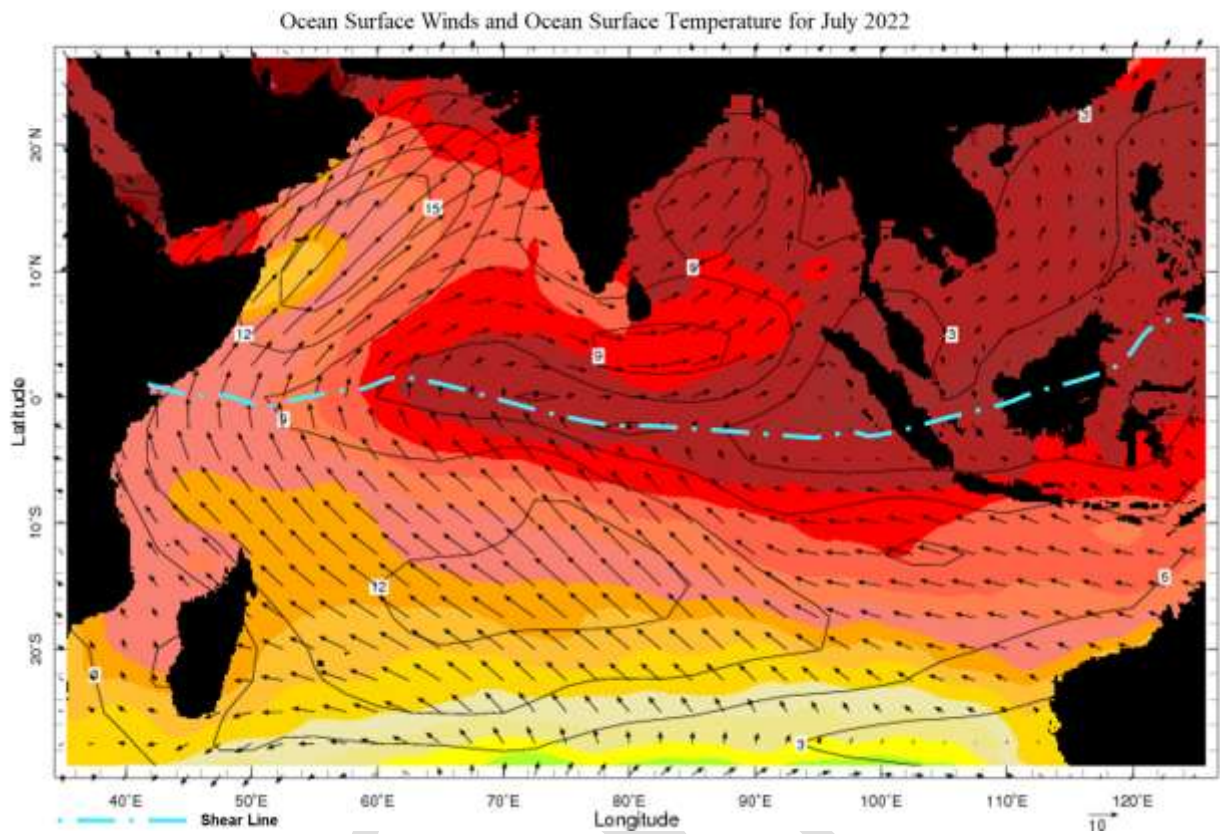 Ocean Surface Winds and Ocean Surface Temperature for July 2022
3
20°N
15
10°N
9
12
3
9
Latitude
0°
9
10°S
12
6
20°S
3
40°E 50°E 60°E 70°E 80°E 90°E 100°E 110°E 120°E
Shear Line
Longitude
10